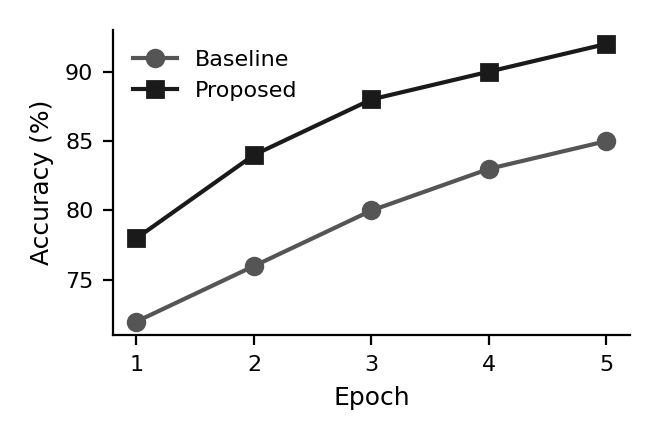 Baseline
Proposed
90
85
80
75
Accuracy (%)
1 2 3 4 5
Epoch